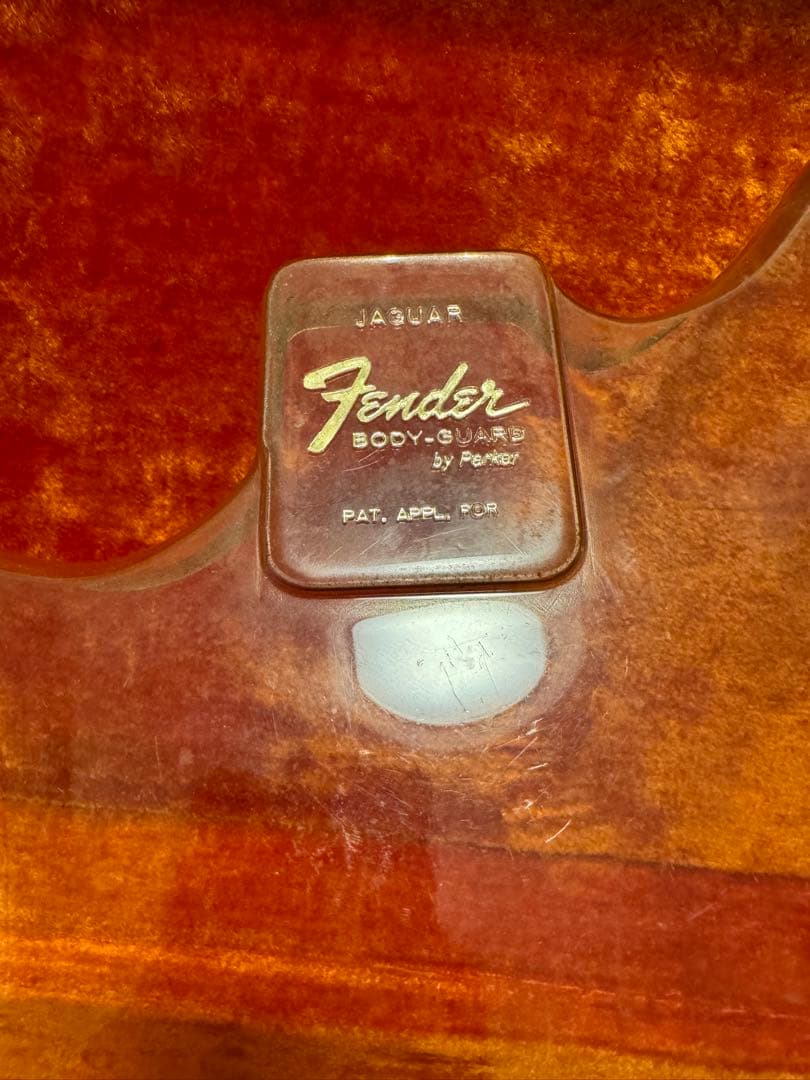 JAGUAR
Fender
BODY-GUARD
by Parker
PAT. APPL. FOR